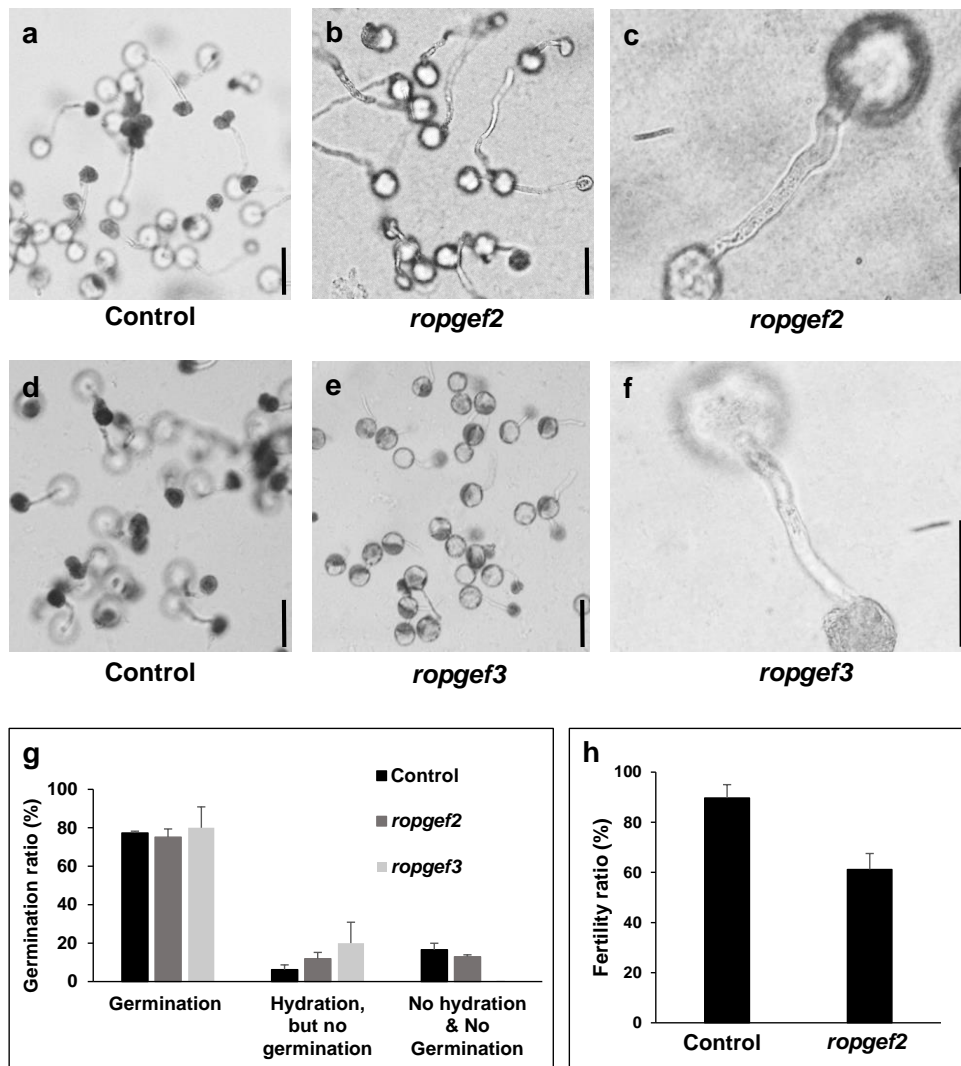 a
b
c
Control
ropgef2
ropgef2
d
e
f
Control
ropgef3
ropgef3
g
Germination ratio (%)
100
80
60
40
20
0
Control
ropgef2
ropgef3
Germination
Hydration,
but no
germination
No hydration
& No
Germination
h
Fertility ratio (%)
100
80
60
40
80
0
Control
ropgef2